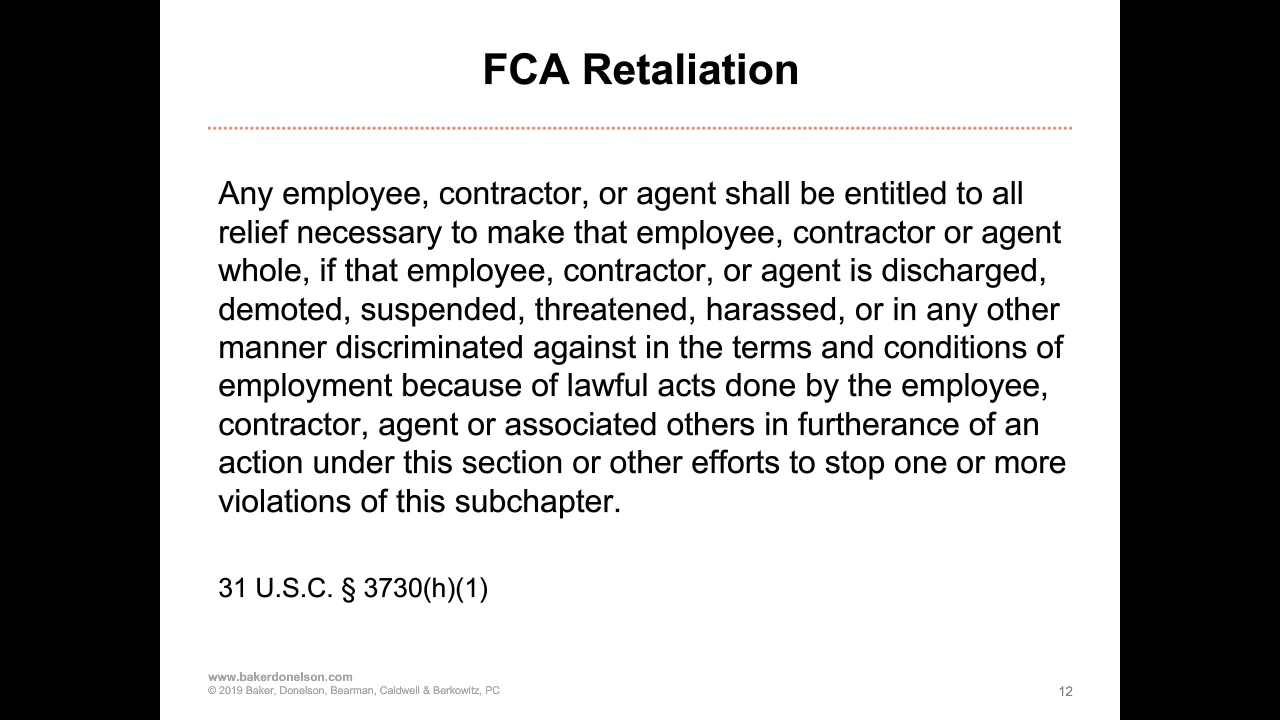 FCA Retaliation
Any employee, contractor, or agent shall be entitled to all
relief necessary to make that employee, contractor or agent
whole, if that employee, contractor, or agent is discharged,
demoted, suspended, threatened, harassed, or in any other
manner discriminated against in the terms and conditions of
employment because of lawful acts done by the employee,
contractor, agent or associated others in furtherance of an
action under this section or other efforts to stop one or more
violations of this subchapter.
31 U.S.C. § 3730(h)(1)
www.bakerdonelson.com
© 2019 Baker, Donelson, Bearman, Caldwell & Berkowitz, PC
12